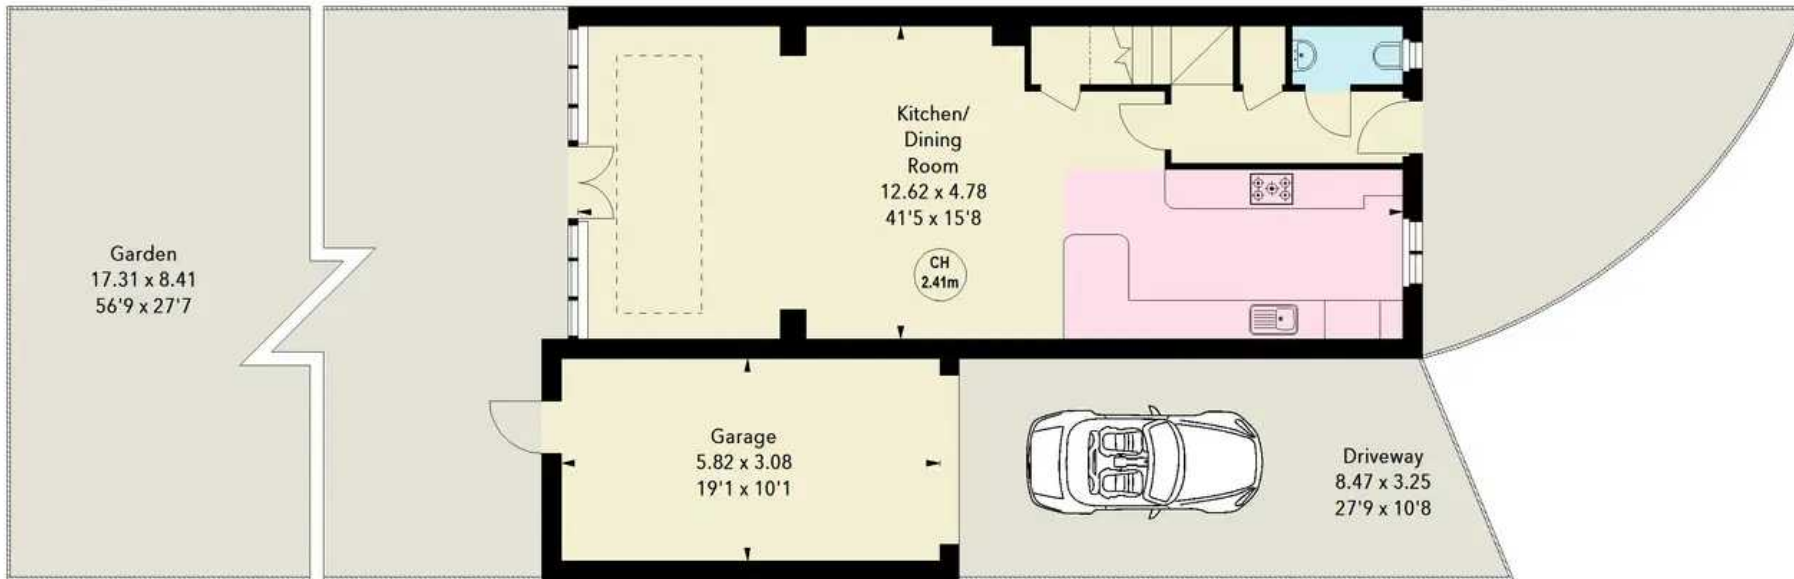 Garden
17.31 x 8.41
56'9 x 27'7
Kitchen/
Dining
Room
12.62 x 4.78
41'5 x 15'8
CH
2.41m
Garage
5.82 x 3.08
19'1 x 10'1
Driveway
8.47 x 3.25
27'9 x 10'8